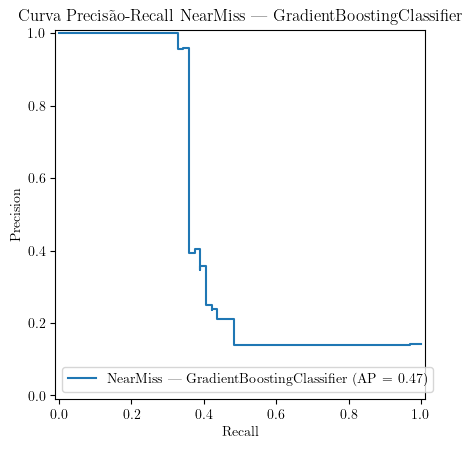 Curva Precisão-Recall NearMiss — GradientBoostingClassifier
1.0
0.8
0.6
0.4
0.2
0.0
Precision
NearMiss — GradientBoostingClassifier (AP = 0.47)
0.0 0.2 0.4 0.6 0.8 1.0
Recall